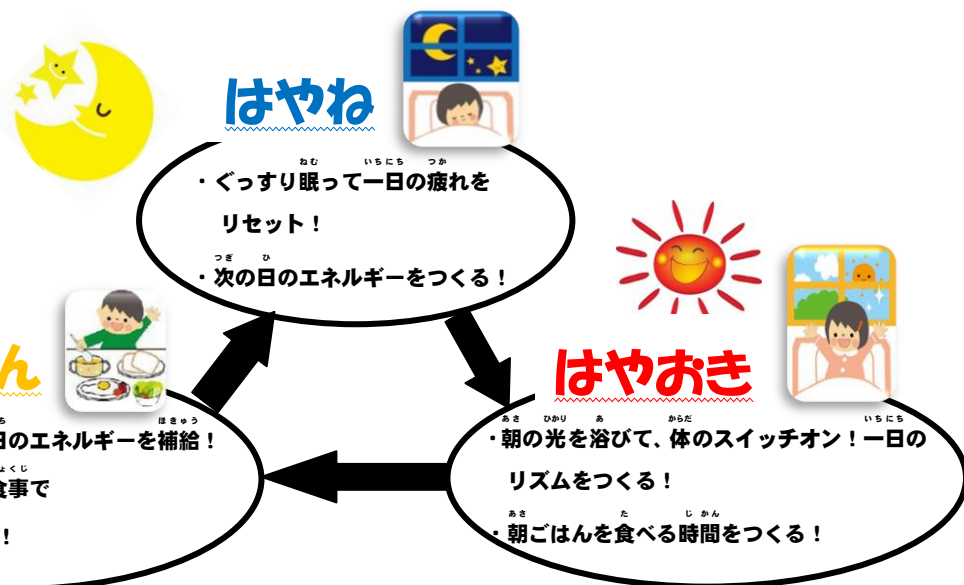 はやね
・ぐっすり眠って一日の疲れを
リセット！
・次の日のエネルギーをつくる！
はやおき
・朝の光を浴びて、体のスイッチオン！一日の
リズムをつくる！
・朝ごはんを食べる時間をつくる！
ん
日のエネルギーを補給！
食事で
！